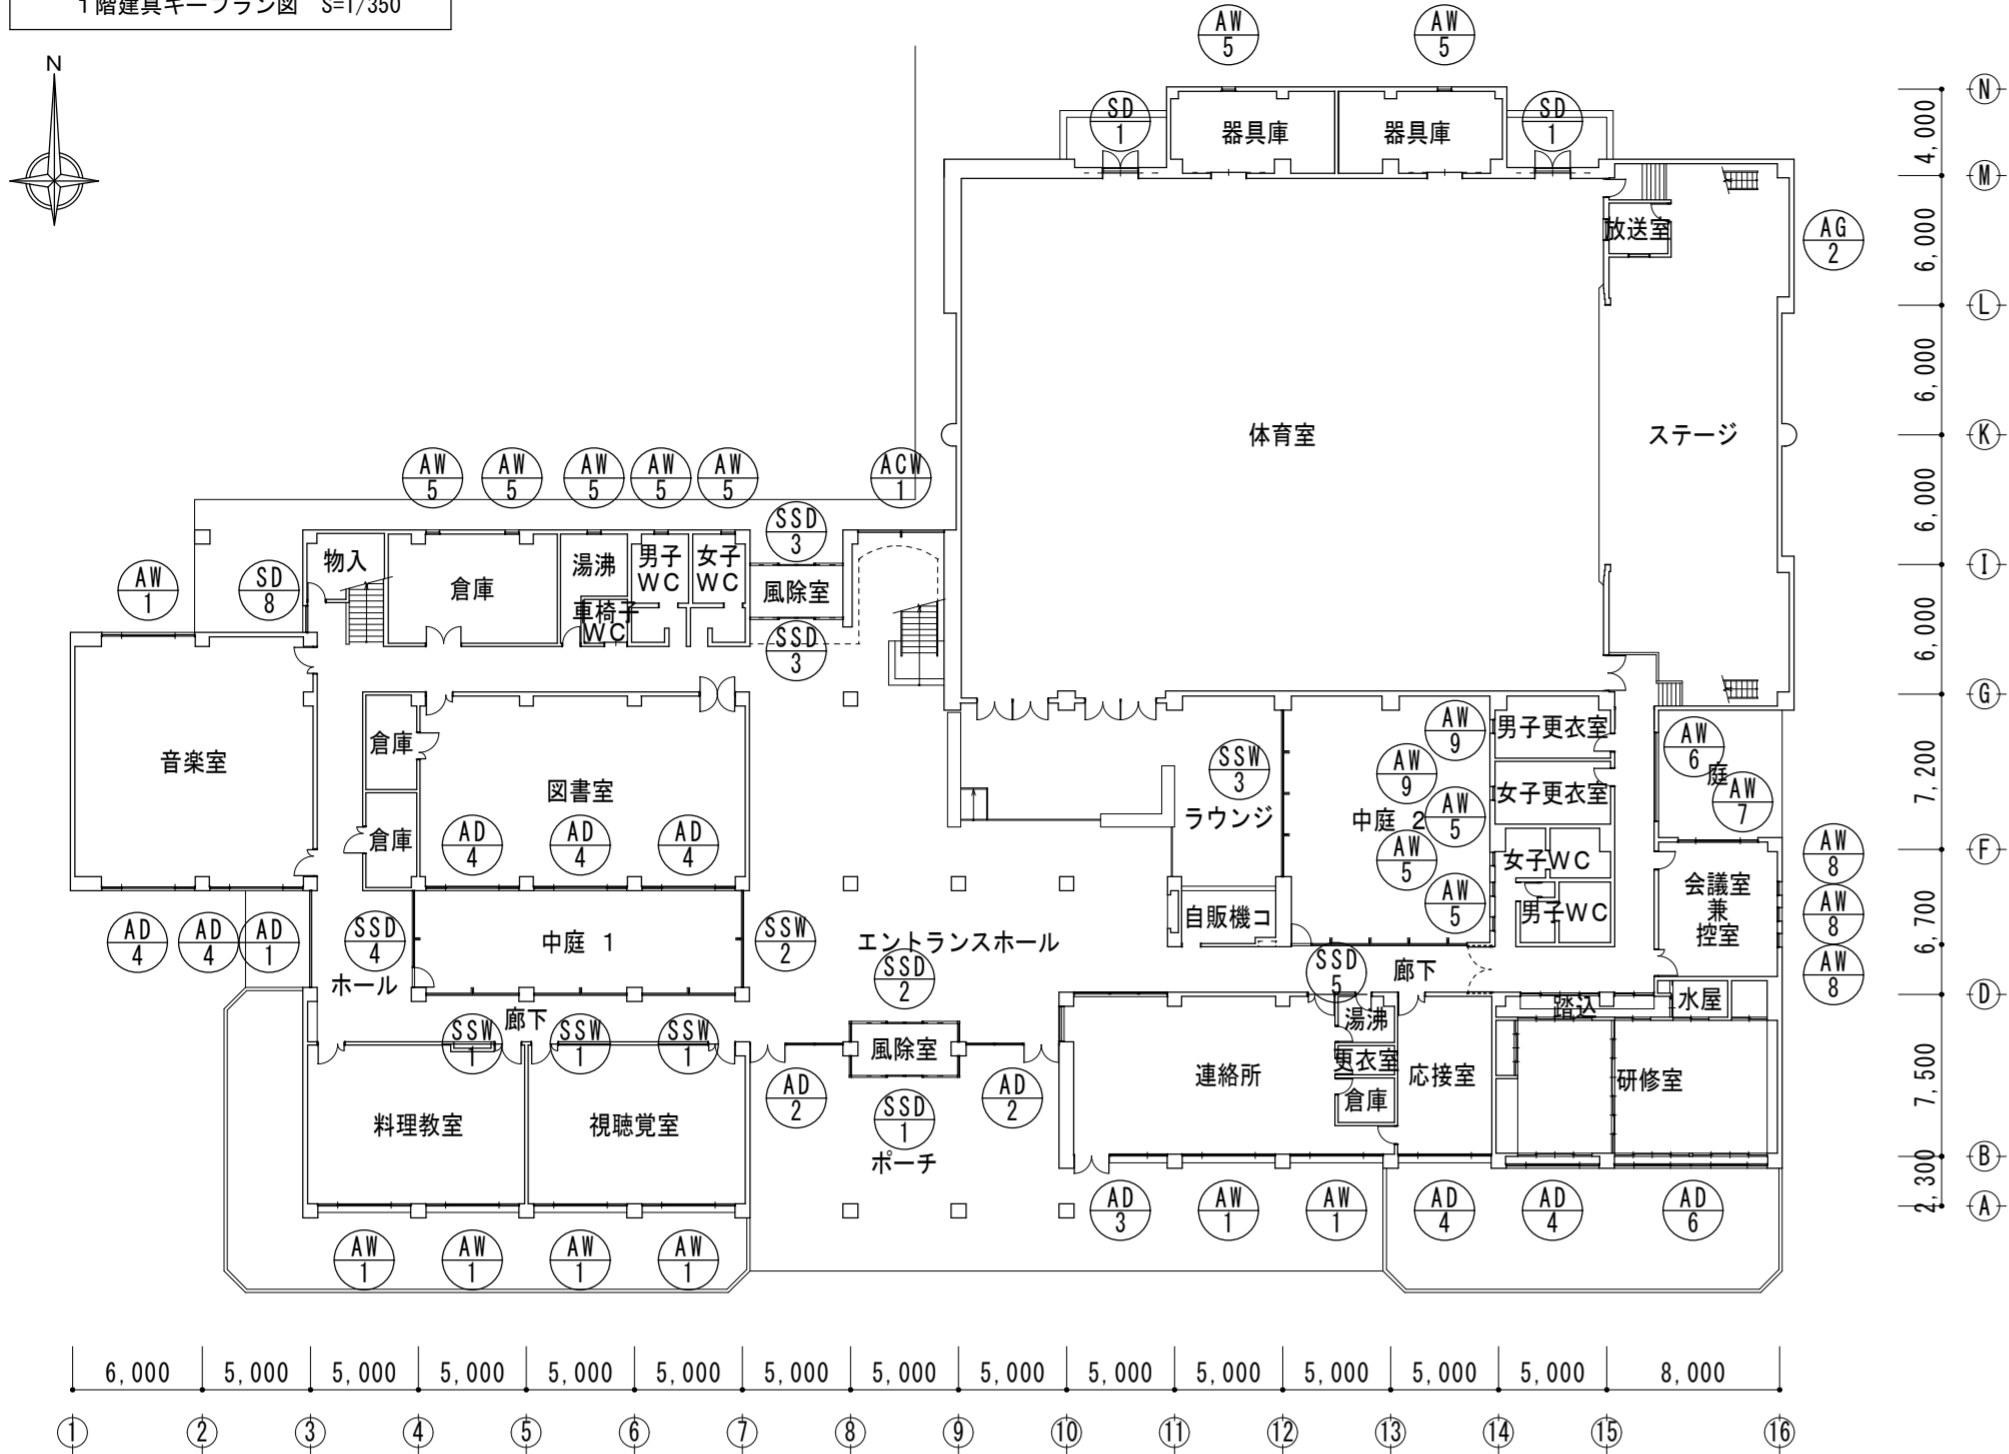 1階建具キープラン図 S=1/350
N
AW
5
AW
5
SD
1
器具庫
器具庫
SD
1
放送室
AG
2
体育室
ステージ
AW
5
AW
5
AW
5
AW
5
AW
5
ACW
1
SSD
3
AW
1
SD
8
物入
倉庫
湯沸
男子
WC
女子
WC
車椅子
WC
風除室
SSD
3
音楽室
倉庫
倉庫
図書室
AD
4
AD
4
AD
4
SSW
3
ラウンジ
AW
9
AW
9
中庭 2
AW
5
AW
5
AW
5
男子更衣室
女子更衣室
女子WC
男子WC
AW
6
庭
AW
7
会議室
兼
控室
AW
8
AW
8
AW
8
AD
4
AD
4
AD
1
SSD
4
ホール
中庭 1
SSW
2
エントランスホール
SSD
2
自販機コ
SSD
5
廊下
踏込
水屋
廊下
SSW
1
SSW
1
SSW
1
風除室
AD
2
SSD
1
AD
2
ポーチ
料理教室
視聴覚室
連絡所
湯沸
更衣室
倉庫
応接室
研修室
AW
1
AW
1
AW
1
AW
1
AD
3
AW
1
AW
1
AD
4
AD
4
AD
6
4,000
6,000
6,000
6,000
6,000
7,200
6,700
7,500
2,300
N
M
L
K
I
G
F
D
B
A
6,000 5,000 5,000 5,000 5,000 5,000 5,000 5,000 5,000 5,000 5,000 5,000 5,000 5,000 8,000
1 2 3 4 5 6 7 8 9 10 11 12 13 14 15 16